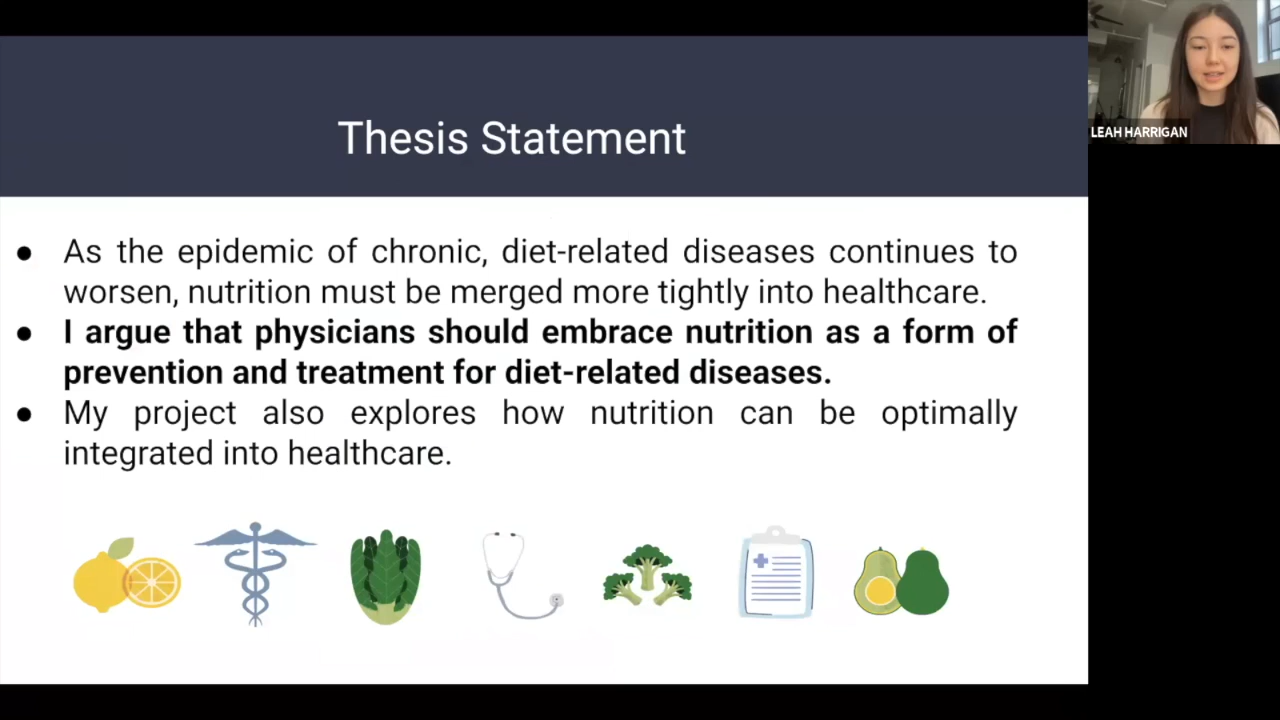 Thesis Statement
LEAH HARRIGAN
● As the epidemic of chronic, diet-related diseases continues to
worsen, nutrition must be merged more tightly into healthcare.
● I argue that physicians should embrace nutrition as a form of
prevention and treatment for diet-related diseases.
● My project also explores how nutrition can be optimally
integrated into healthcare.